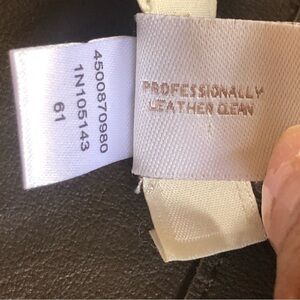 4500870980
1N105143
61
PROFESSIONALLY
LEATHER CLEAN